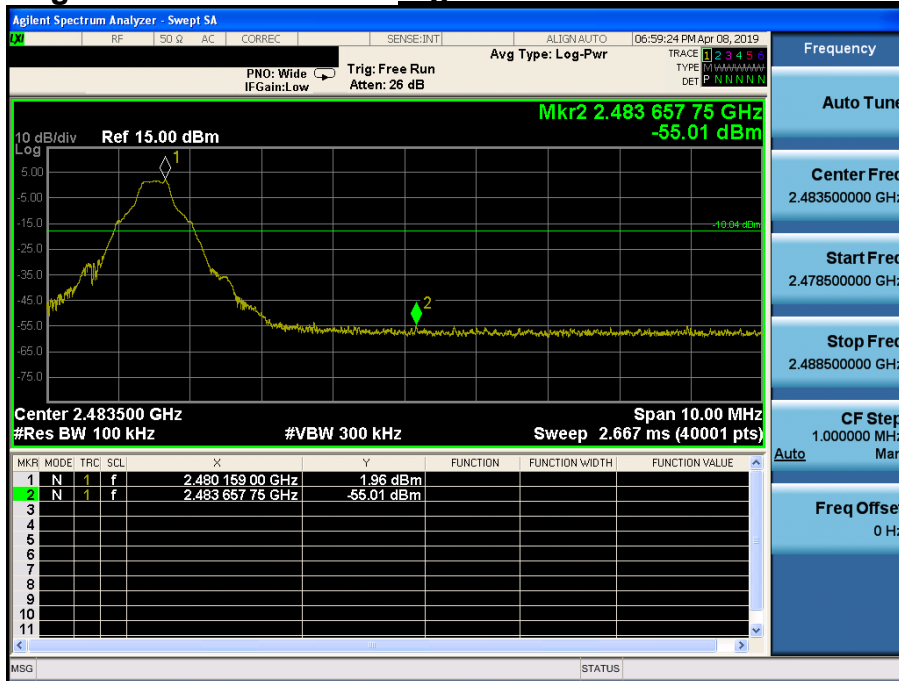 Agilent Spectrum Analyzer - Swept SA
LXI RF 50 Ω AC CORREC SENSE:INT ALIGN AUTO 06:59:24 PM Apr 08, 2019
Avg Type: Log-Pwr
TRACE 1 2 3 4 5 6
TYPE M
DET P N N N N N
PNO: Wide
IFGain:Low
Trig: Free Run
Atten: 26 dB
Mkr2 2.483 657 75 GHz
-55.01 dBm
10 dB/div Ref 15.00 dBm
Log
1
5.00
-5.00
-15.0
-18.04 dBm
-25.0
-35.0
-45.0
2
-55.0
-65.0
-75.0
Center 2.483500 GHz
Span 10.00 MHz
#Res BW 100 kHz #VBW 300 kHz Sweep 2.667 ms (40001 pts)
MKR MODE TRC SCL X Y FUNCTION FUNCTION WIDTH FUNCTION VALUE
1 N 1 f 2.480 159 00 GHz 1.96 dBm
2 N 1 f 2.483 657 75 GHz -55.01 dBm
3
4
5
6
7
8
9
10
11
MSG STATUS
Frequency
Auto Tune
Center Freq
2.483500000 GHz
Start Freq
2.478500000 GHz
Stop Freq
2.488500000 GHz
CF Step
1.000000 MHz
Auto Man
Freq Offset
0 Hz